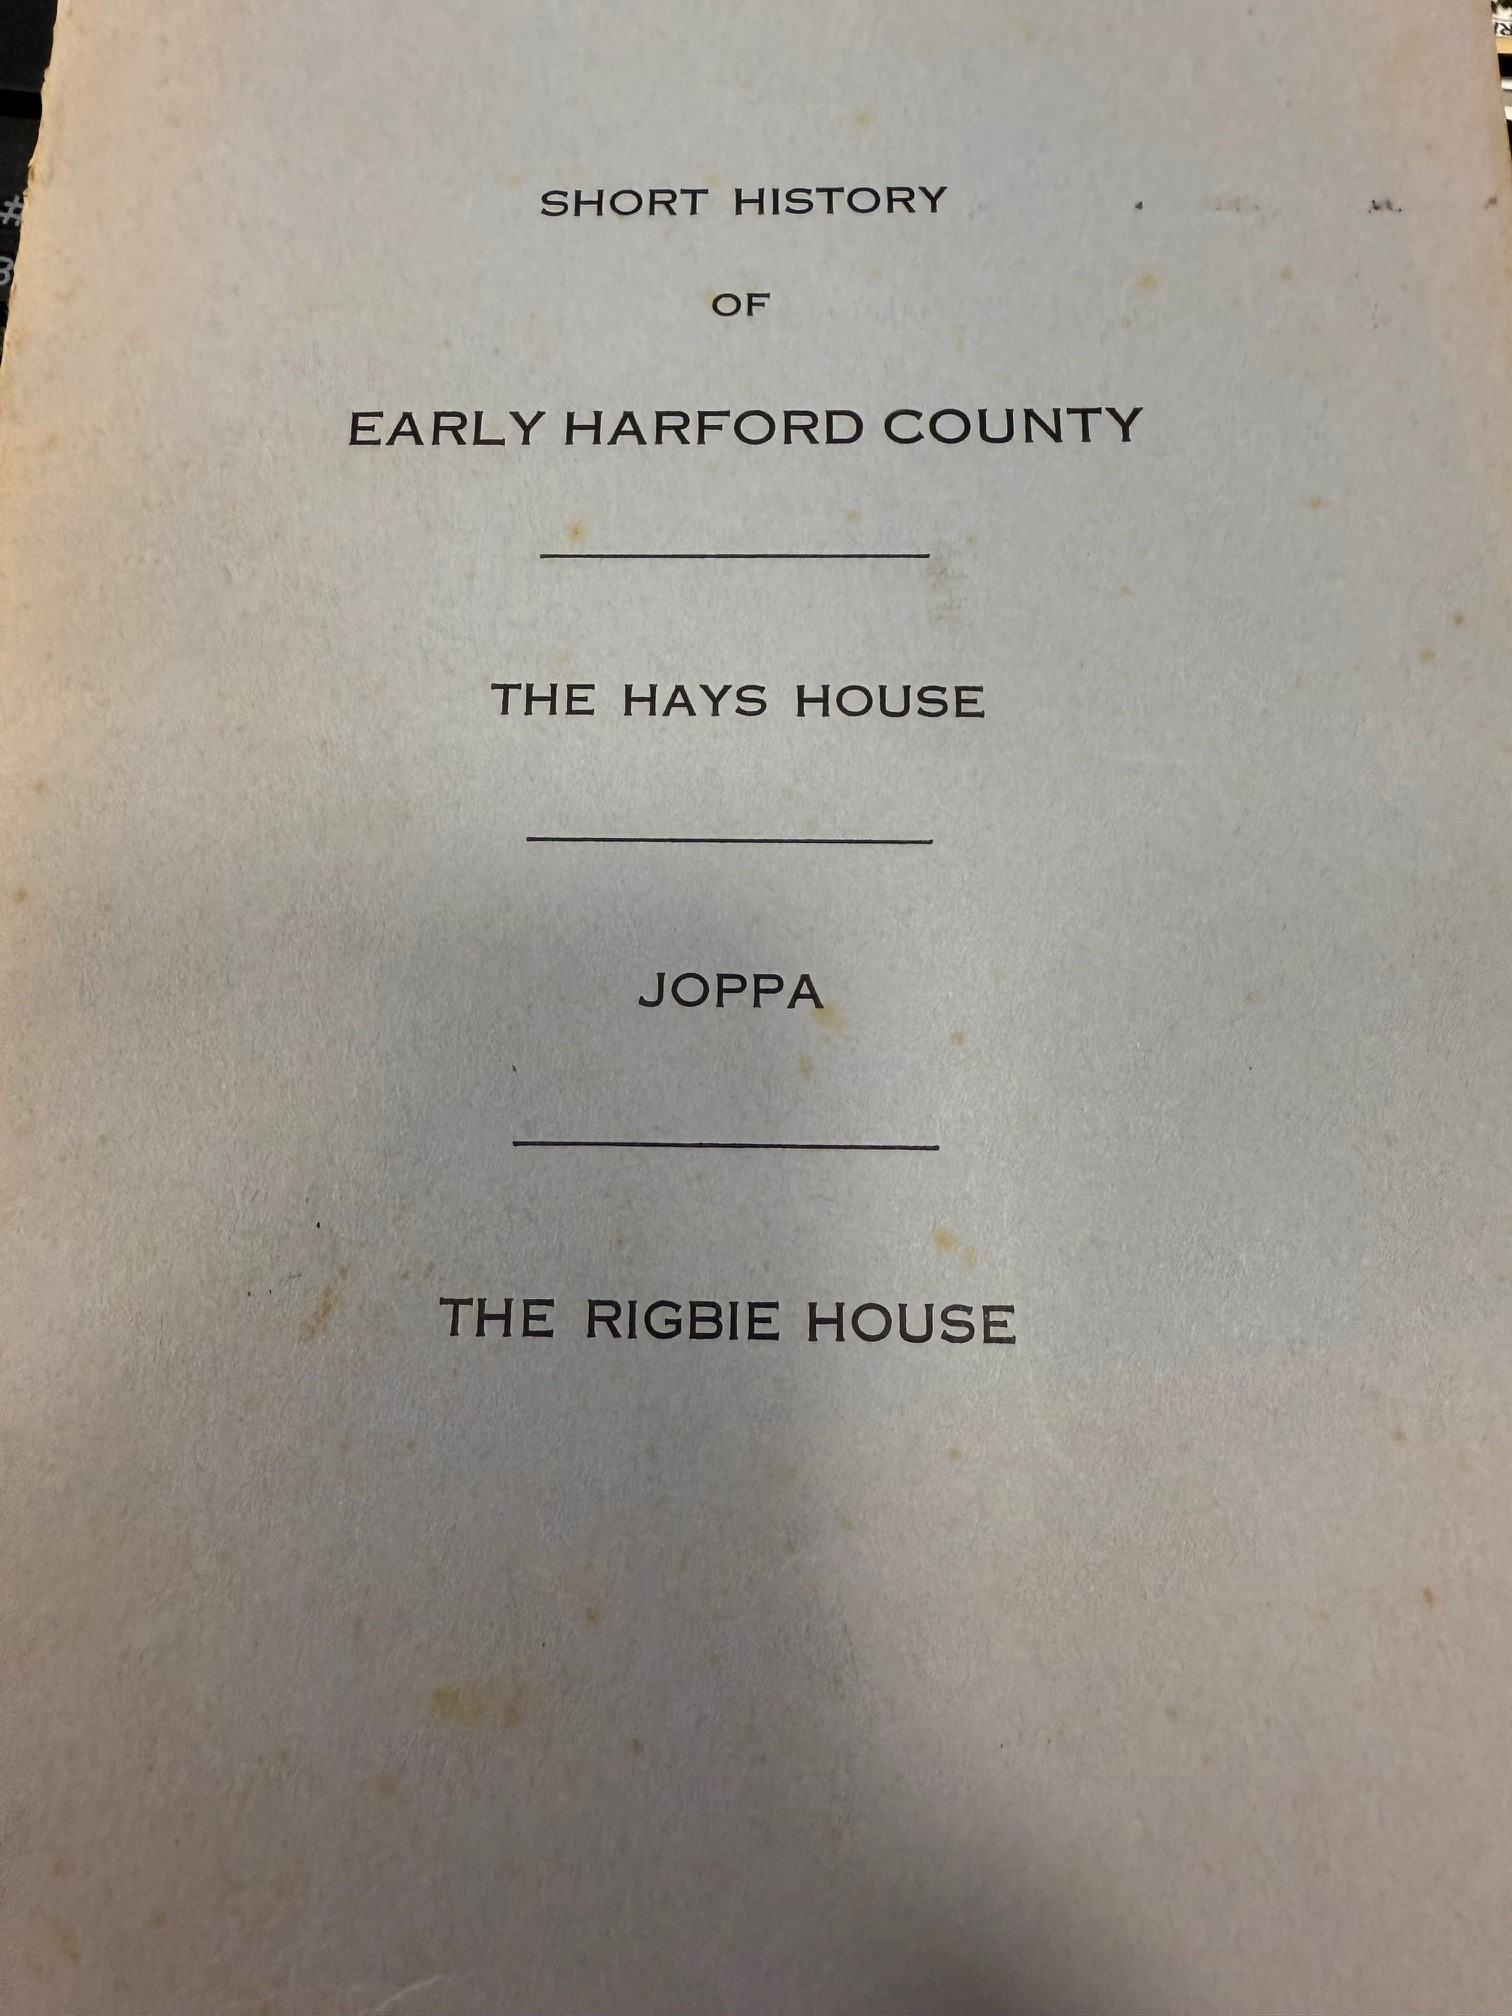 SHORT HISTORY
OF
EARLY HARFORD COUNTY
THE HAYS HOUSE
JOPPA
THE RIGBIE HOUSE